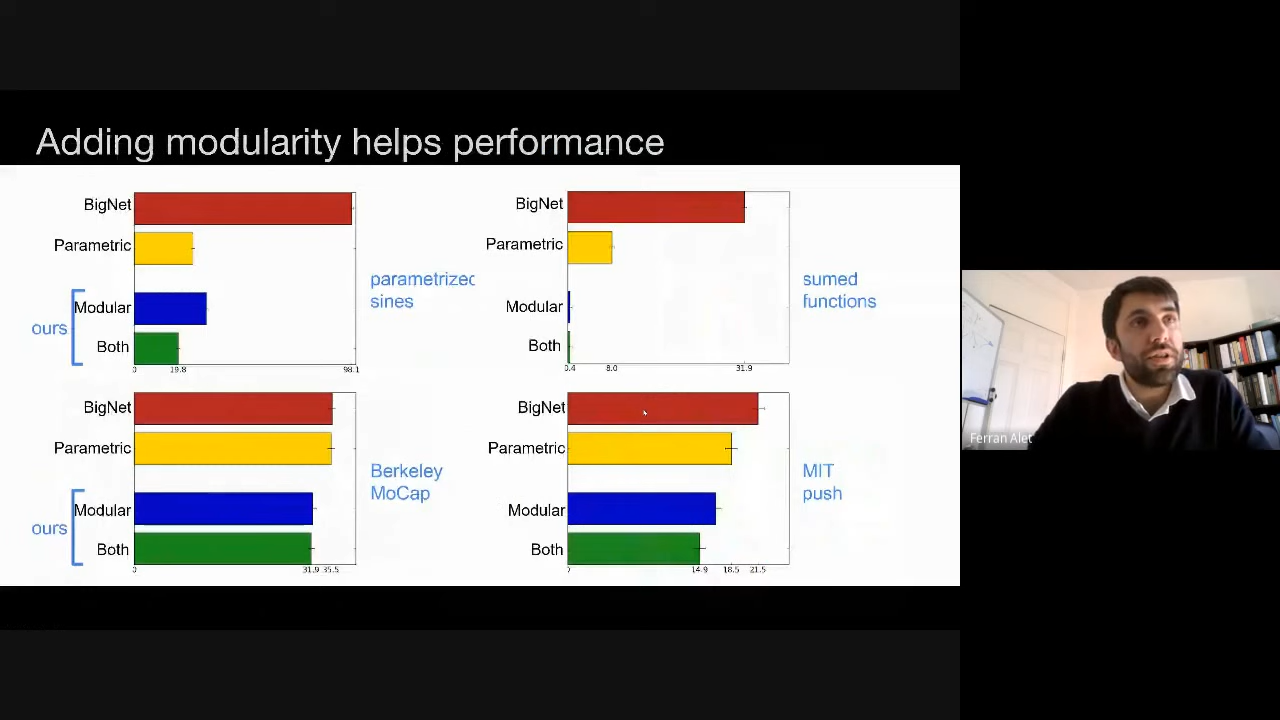 Adding modularity helps performance
BigNet
Parametric
Modular
Both
ours
0 19.8 98.1
parametrized
sines
BigNet
Parametric
Modular
Both
0.4 8.0 31.9
sumed
functions
BigNet
Parametric
Modular
Both
ours
0 31.9 35.5
Berkeley
MoCap
BigNet
Parametric
Modular
Both
14.9 18.5 21.5
MIT
push
Ferran Alet